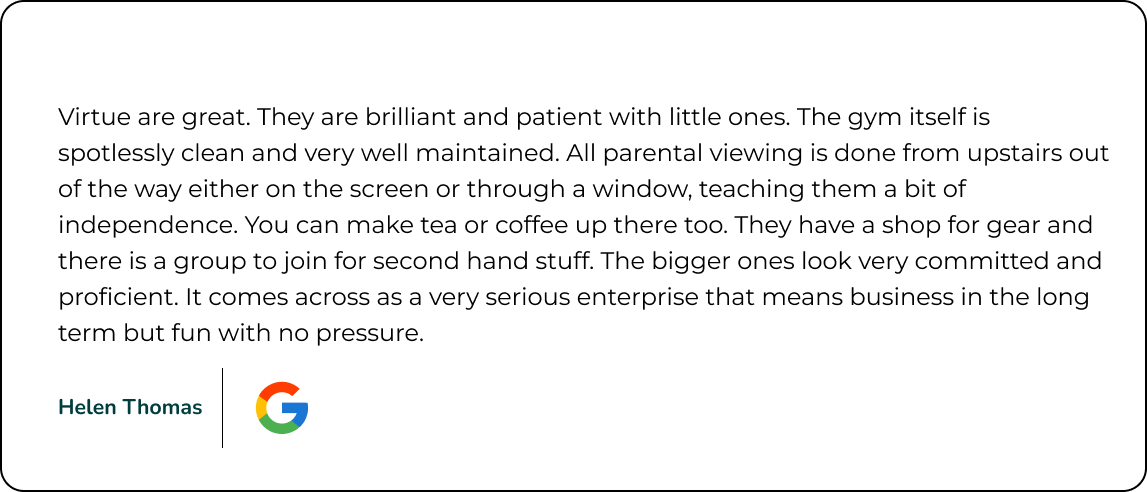 Virtue are great. They are brilliant and patient with little ones. The gym itself is
spotlessly clean and very well maintained. All parental viewing is done from upstairs out
of the way either on the screen or through a window, teaching them a bit of
independence. You can make tea or coffee up there too. They have a shop for gear and
there is a group to join for second hand stuff. The bigger ones look very committed and
proficient. It comes across as a very serious enterprise that means business in the long
term but fun with no pressure.
Helen Thomas